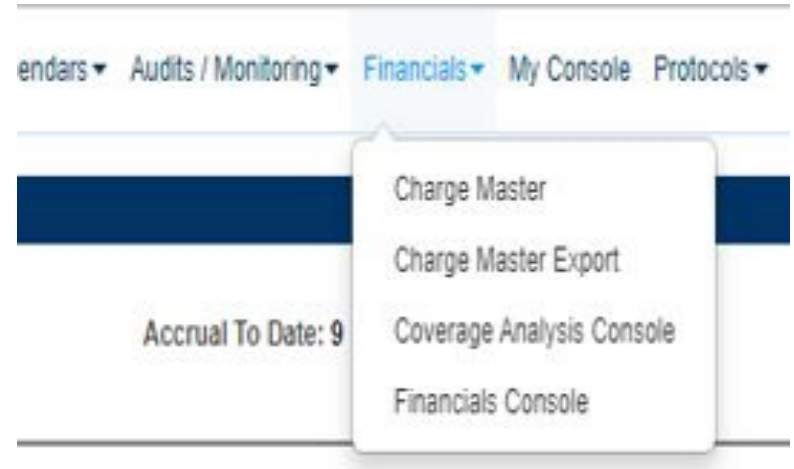 endars Audits / Monitoring Financials My Console Protocols
Charge Master
Charge Master Export
Accrual To Date: 9
Coverage Analysis Console
Financials Console